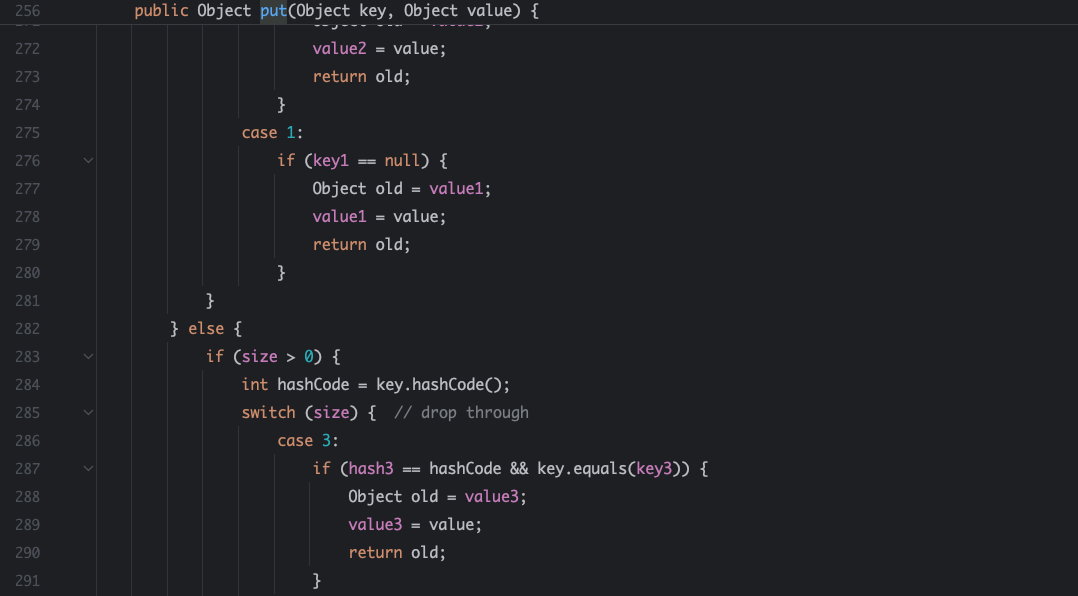 256 public Object put(Object key, Object value) {
272 value2 = value;
273 return old;
274 }
275 case 1:
276 if (key1 == null) {
277 Object old = value1;
278 value1 = value;
279 return old;
280 }
281 }
282 } else {
283 if (size > 0) {
284 int hashCode = key.hashCode();
285 switch (size) {  // drop through
286 case 3:
287 if (hash3 == hashCode && key.equals(key3)) {
288 Object old = value3;
289 value3 = value;
290 return old;
291 }